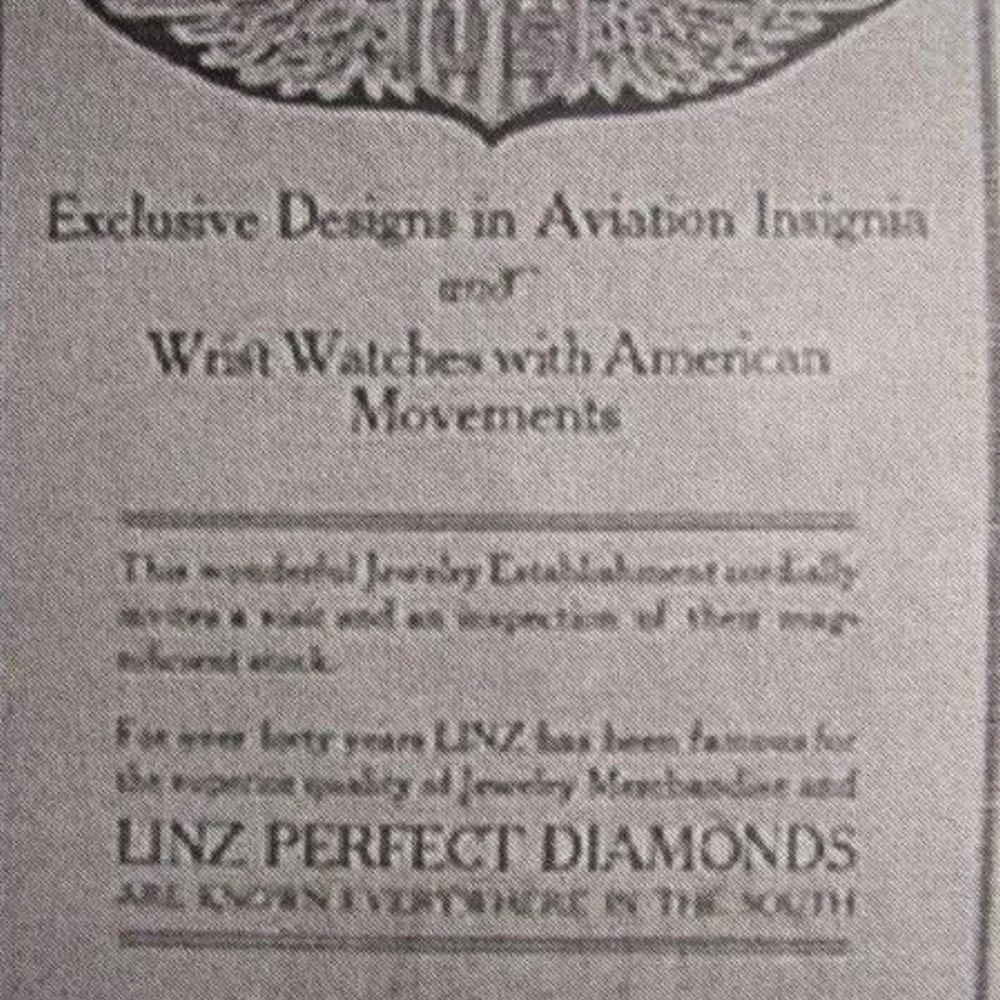 Exclusive Designs in Aviation Insignia
and
Wrist Watches with American
Movements
This wonderful Jewelry Establishment cordially
invites a visit and an inspection of their mag-
nificent stock.
For over forty years LINZ has been famous for
the superior quality of Jewelry Merchandise and
LINZ PERFECT DIAMONDS
ARE KNOWN EVERYWHERE IN THE SOUTH